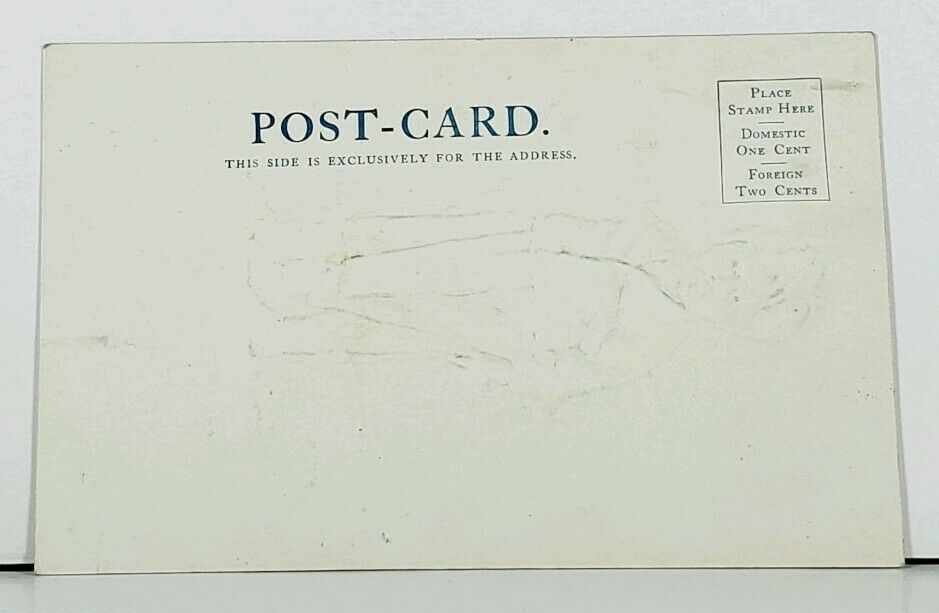 POST-CARD.
THIS SIDE IS EXCLUSIVELY FOR THE ADDRESS.
PLACE
STAMP HERE
DOMESTIC
ONE CENT
FOREIGN
TWO CENTS